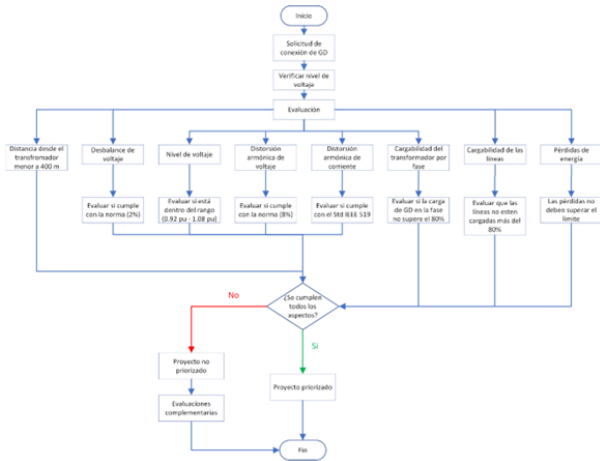 Inicio
Solicitud de
conexión de GD
Verificar nivel de
voltaje
Evaluación
Distancia desde el
transfromador
menor a 400 m
Desbalance de
voltaje
Nivel de voltaje
Distorsión
armónica de
voltaje
Distorsión
armónica de
corriente
Cargabilidad del
transformador por
fase
Cargabilidad de las
líneas
Pérdidas de
energía
Evaluar si cumple
con la norma (2%)
Evaluar si está
dentro del rango
(0.92 pu - 1.08 pu)
Evaluar si cumple
con la norma (8%)
Evaluar si cumple
con el Std IEEE 519
Evaluar si la carga
de GD en la fase
no supere el 80%
Evaluar que las
líneas no esten
cargadas más del
80%
Las pérdidas no
deben superar el
límite
¿Se cumplen
todos los
aspectos?
No
Si
Proyecto no
priorizado
Proyecto priorizado
Evaluaciones
complementarias
Fin